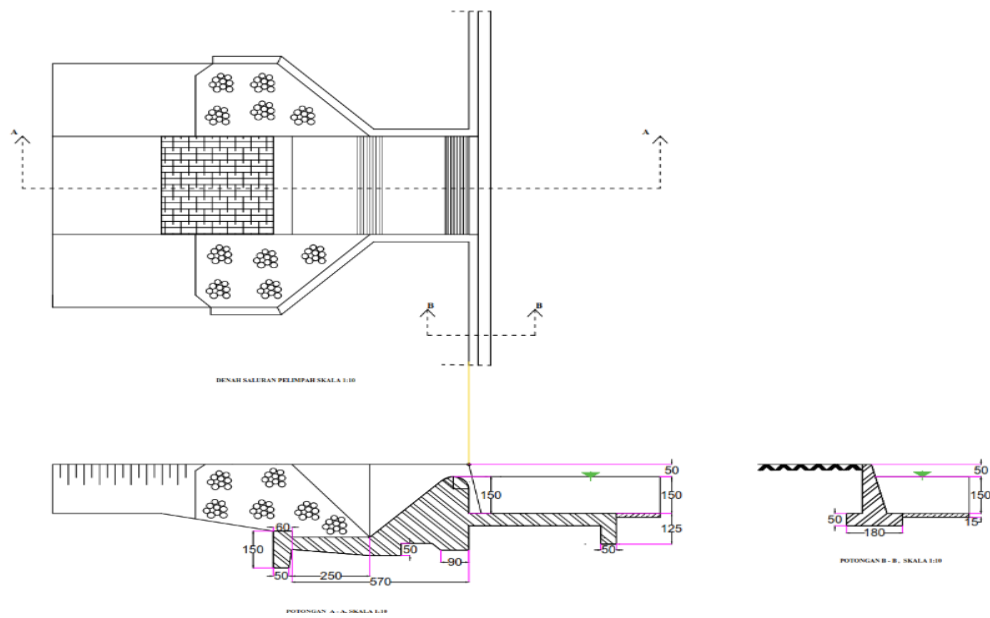 A
A
B
B
DENAH SALURAN PELIMPAH SKALA 1:10
50
150
150
125
60
150
50
250
570
50
90
50
POTONGAN A - A, SKALA 1:10
50
150
50
180
15
POTONGAN B - B , SKALA 1:10